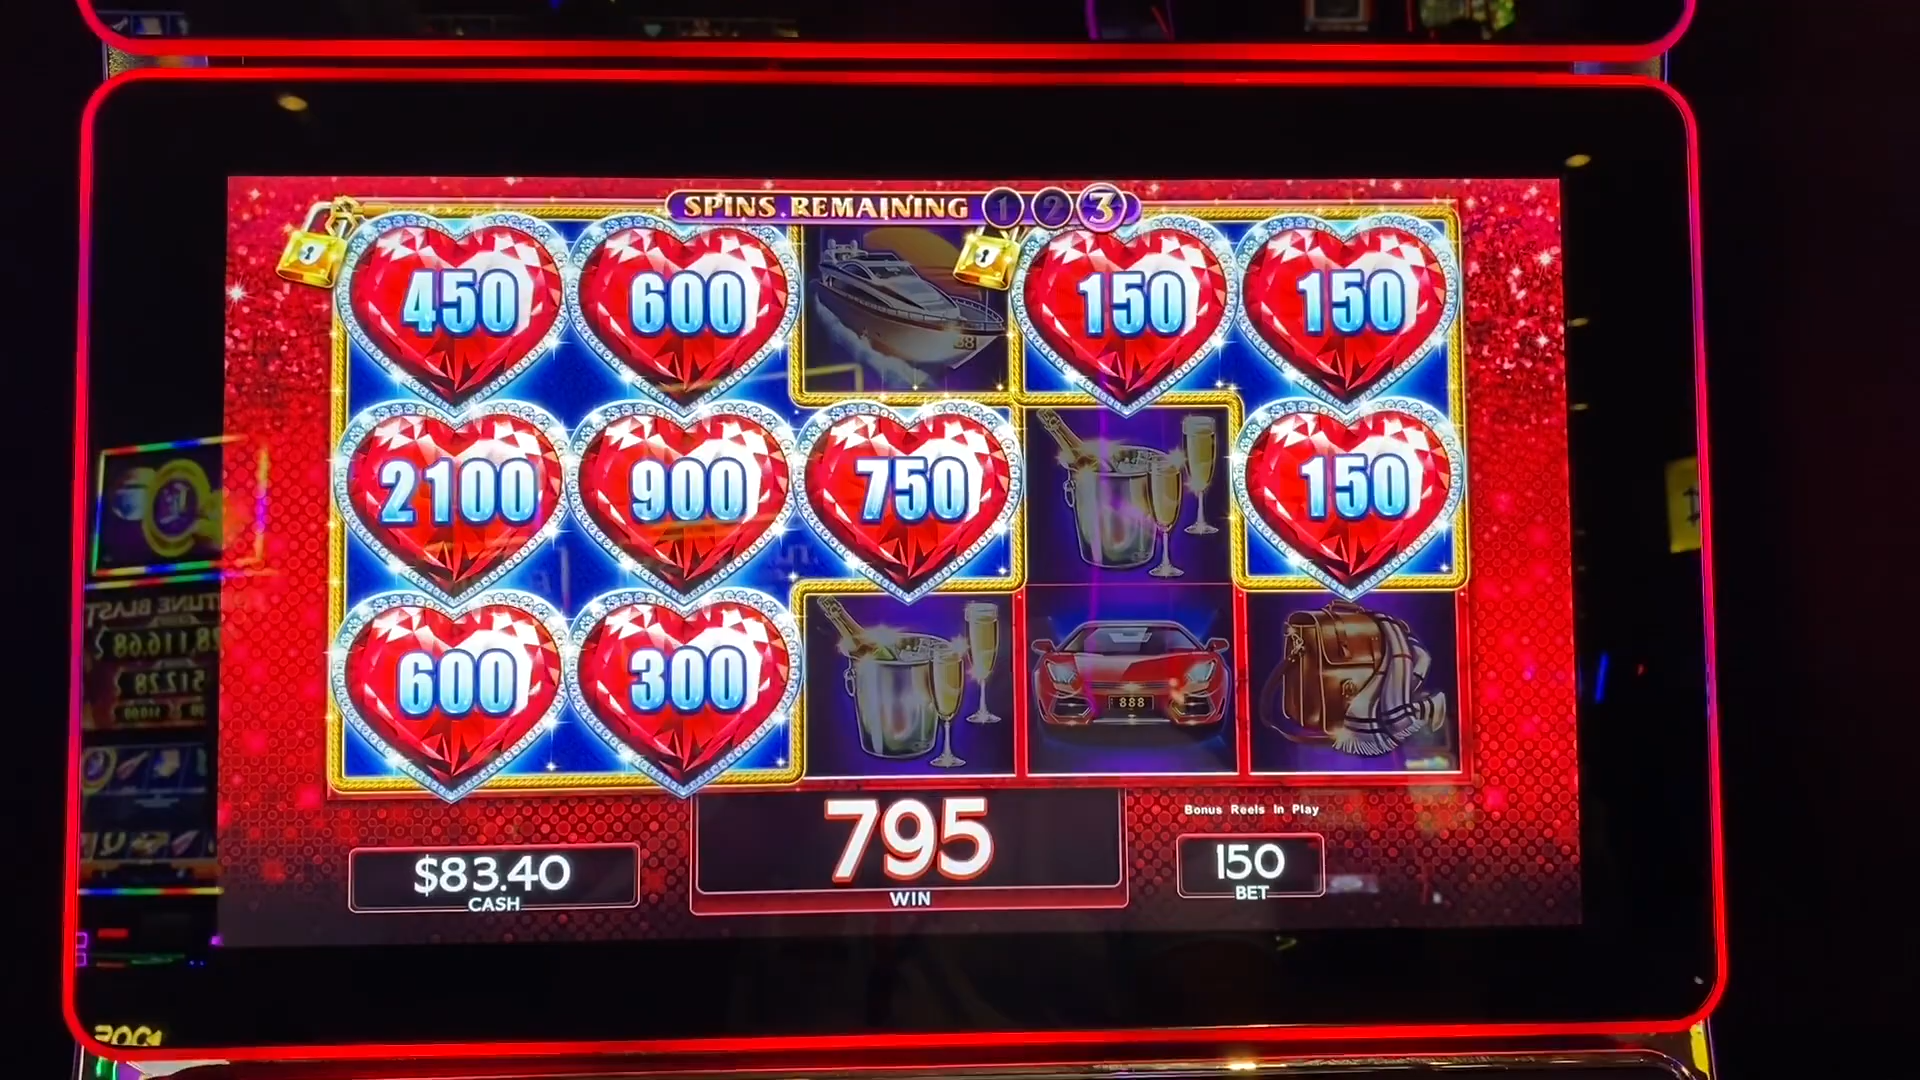 SPINS REMAINING 1 2 3
450 600 150 150
88
2100 900 750 150
600 300
888
795
WIN
Bonus Reels In Play
$83.40
CASH
150
BET